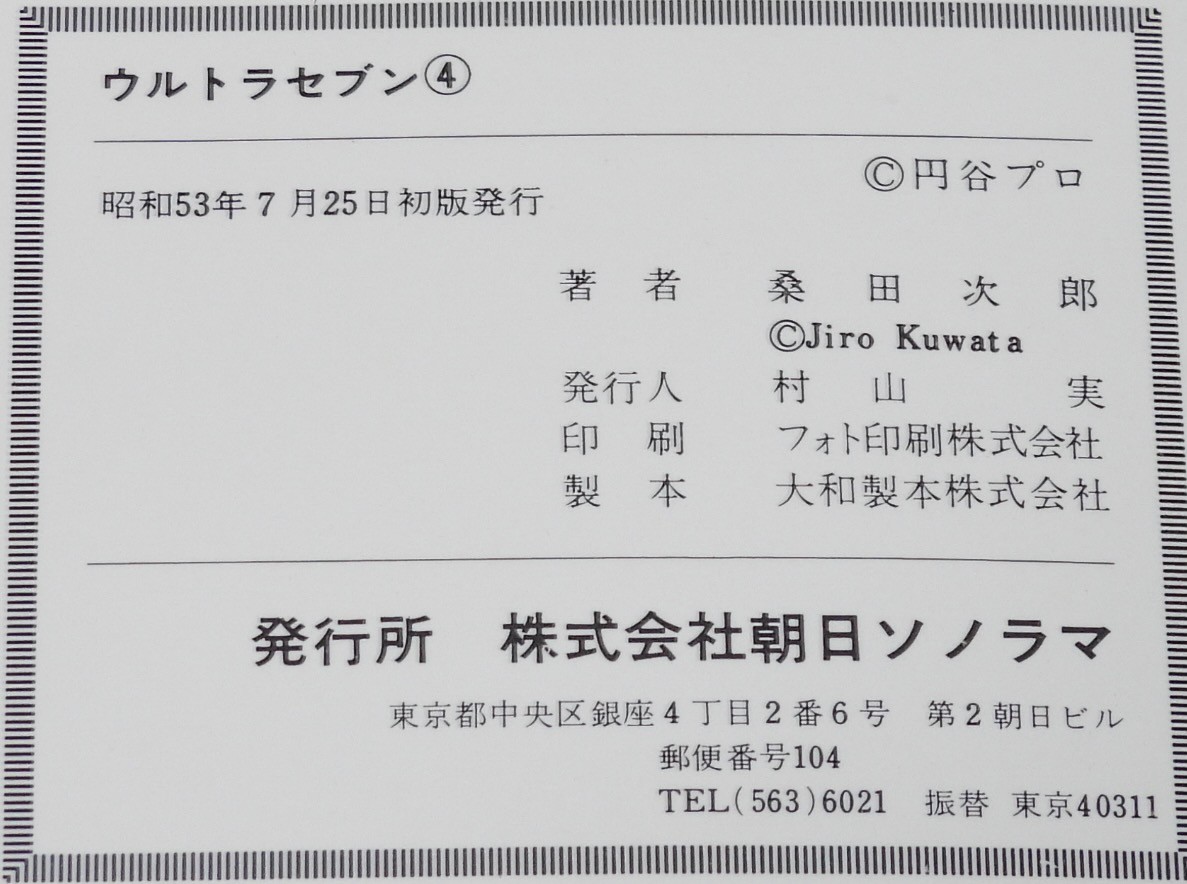 ウルトラセブン④
©円谷プロ
昭和53年7月25日初版発行
著者 桑田次郎
©Jiro Kuwata
発行人 村山実
印刷 フォト印刷株式会社
製本 大和製本株式会社
発行所 株式会社朝日ソノラマ
東京都中央区銀座4丁目2番6号 第2朝日ビル
郵便番号104
TEL(563)6021 振替 東京40311